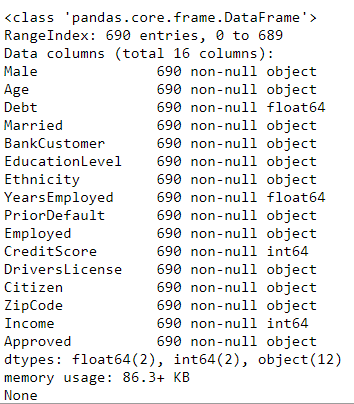 <class 'pandas.core.frame.DataFrame'>
RangeIndex: 690 entries, 0 to 689
Data columns (total 16 columns):
Male              690 non-null object
Age               690 non-null object
Debt              690 non-null float64
Married           690 non-null object
BankCustomer      690 non-null object
EducationLevel    690 non-null object
Ethnicity         690 non-null object
YearsEmployed     690 non-null float64
PriorDefault      690 non-null object
Employed          690 non-null object
CreditScore       690 non-null int64
DriversLicense    690 non-null object
Citizen           690 non-null object
ZipCode           690 non-null object
Income            690 non-null int64
Approved          690 non-null object
dtypes: float64(2), int64(2), object(12)
memory usage: 86.3+ KB
None